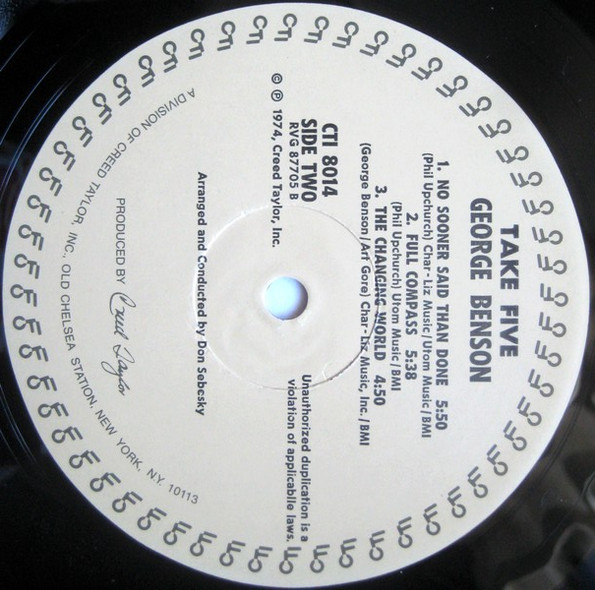 TAKE FIVE
GEORGE BENSON
1. NO SOONER SAID THAN DONE 5:50
(Phil Upchurch) Char-Liz Music/Utom Music/BMI
2. FULL COMPASS 5:38
(Phil Upchurch) Utom Music/BMI
3. THE CHANGING WORLD 4:50
(George Benson/Art Gore) Char-Liz Music, Inc./BMI
CTI 8014
SIDE TWO
RVG 87705 B
© ℗ 1974, Creed Taylor, Inc.
Unauthorized duplication is a
violation of applicable laws.
Arranged and Conducted by Don Sebesky
PRODUCED BY Creed Taylor
A DIVISION OF CREED TAYLOR, INC., OLD CHELSEA STATION, NEW YORK, N.Y. 10113